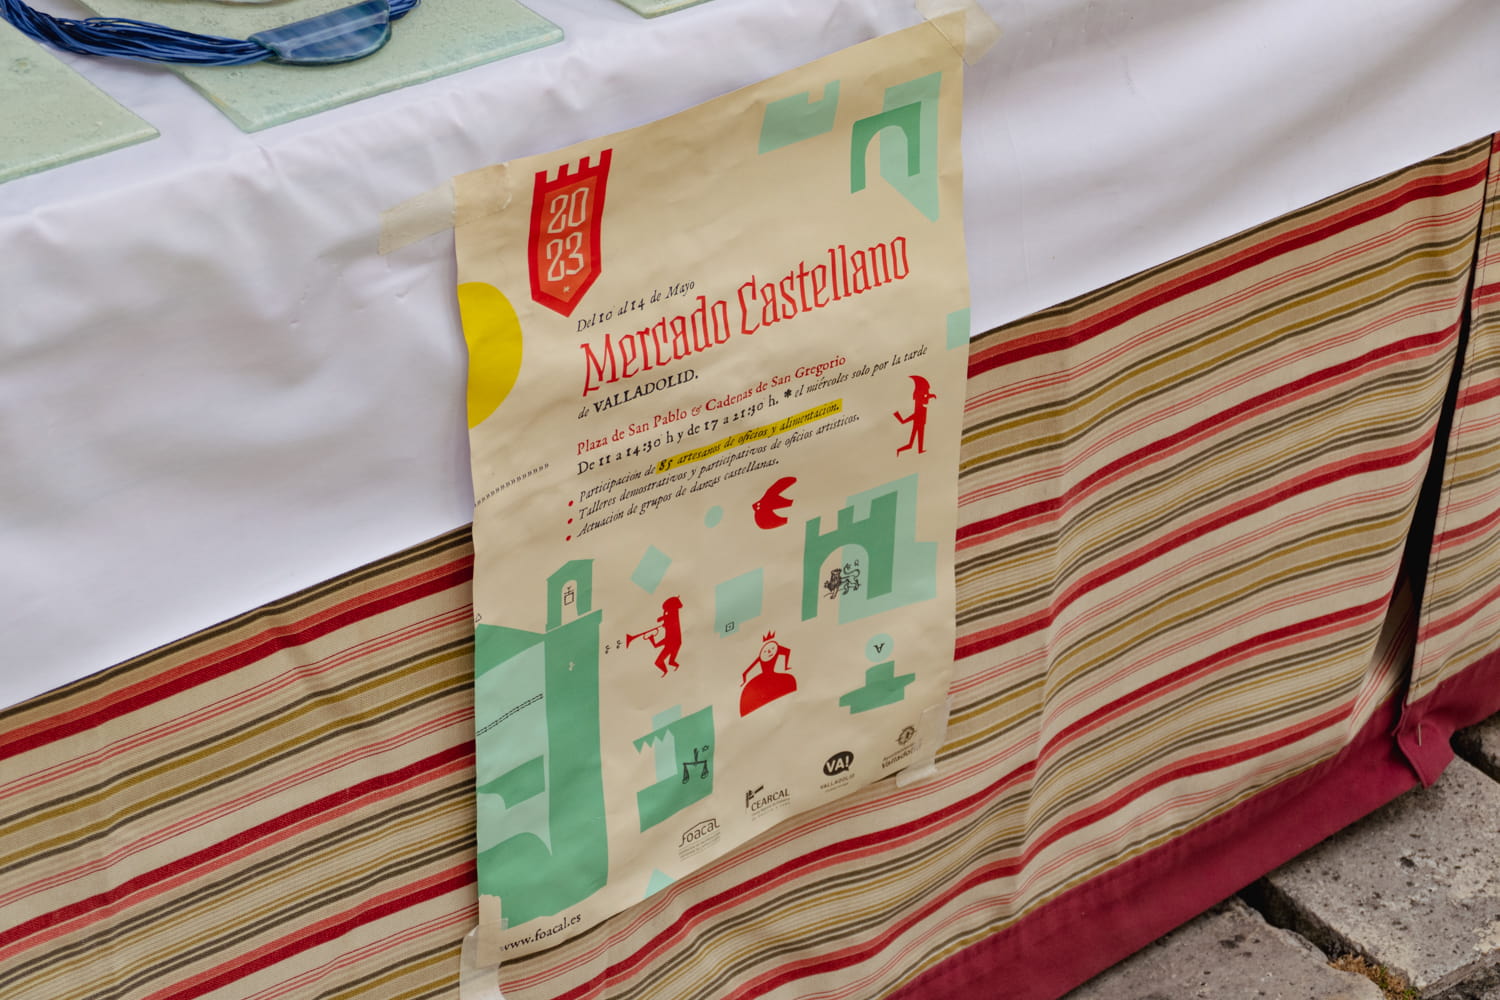 20
23
Del 10 al 14 de Mayo
Mercado Castellano
de VALLADOLID.
Plaza de San Pablo & Cadenas de San Gregorio
De 11 a 14:30 h y de 17 a 21:30 h. * el miércoles solo por la tarde
• Participación de 85 artesanos de oficios y alimentación.
• Talleres demostrativos y participativos de oficios artísticos.
• Actuación de grupos de danzas castellanas.
A
foacal
CEARCAL
VA!
VALLADOLID
Valladolid
www.foacal.es